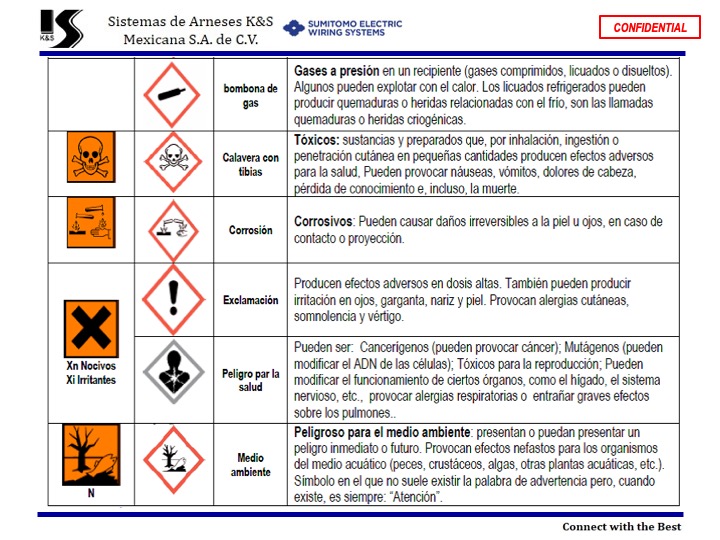 K&S
Sistemas de Arneses K&S
Mexicana S.A. de C.V.
SUMITOMO ELECTRIC
WIRING SYSTEMS
CONFIDENTIAL
bombona de
gas
Gases a presión en un recipiente (gases comprimidos, licuados o disueltos).
Algunos pueden explotar con el calor. Los licuados refrigerados pueden
producir quemaduras o heridas relacionadas con el frío, son las llamadas
quemaduras o heridas criogénicas.
Calavera con
tibias
Tóxicos: sustancias y preparados que, por inhalación, ingestión o
penetración cutánea en pequeñas cantidades producen efectos adversos
para la salud, Pueden provocar náuseas, vómitos, dolores de cabeza,
pérdida de conocimiento e, incluso, la muerte.
Corrosión
Corrosivos: Pueden causar daños irreversibles a la piel u ojos, en caso de
contacto o proyección.
Xn Nocivos
Xi Irritantes
Exclamación
Producen efectos adversos en dosis altas. También pueden producir
irritación en ojos, garganta, nariz y piel. Provocan alergias cutáneas,
somnolencia y vértigo.
Peligro par la
salud
Pueden ser: Cancerígenos (pueden provocar cáncer); Mutágenos (pueden
modificar el ADN de las células); Tóxicos para la reproducción; Pueden
modificar el funcionamiento de ciertos órganos, como el hígado, el sistema
nervioso, etc., provocar alergias respiratorias o entrañar graves efectos
sobre los pulmones..
N
Medio
ambiente
Peligroso para el medio ambiente: presentan o puedan presentar un
peligro inmediato o futuro. Provocan efectos nefastos para los organismos
del medio acuático (peces, crustáceos, algas, otras plantas acuáticas, etc.).
Símbolo en el que no suele existir la palabra de advertencia pero, cuando
existe, es siempre: “Atención”.
Connect with the Best